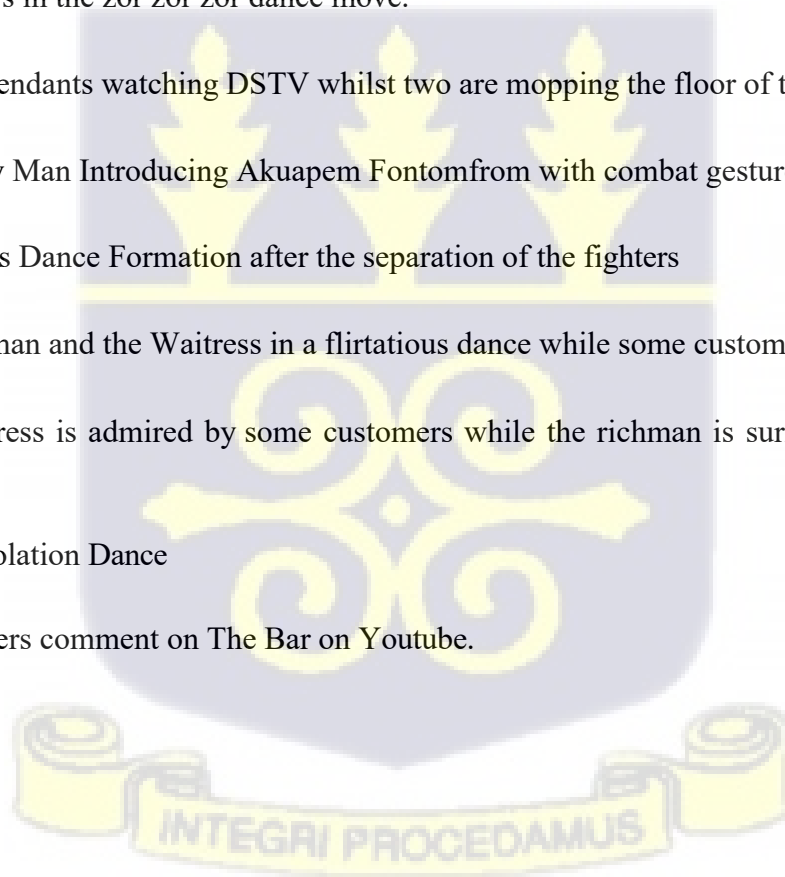 s in the zor zor zor dance move.
endants watching DSTV whilst two are mopping the floor of t
y Man Introducing Akuapem Fontomfrom with combat gestur
s Dance Formation after the separation of the fighters
nan and the Waitress in a flirtatious dance while some custom
ress is admired by some customers while the richman is sur
plation Dance
ers comment on The Bar on Youtube.
INTEGRI PROCEDAMUS